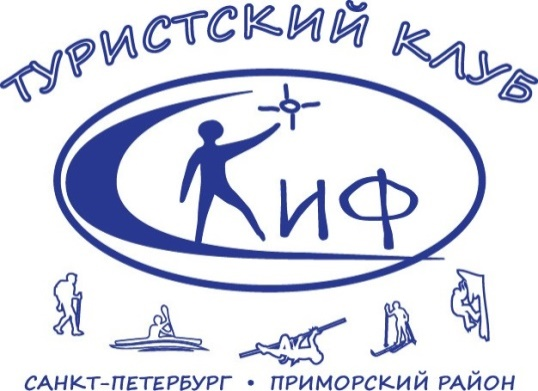 ТУРИСТСКИЙ КЛУБ
СКИФ
САНКТ-ПЕТЕРБУРГ • ПРИМОРСКИЙ РАЙОН